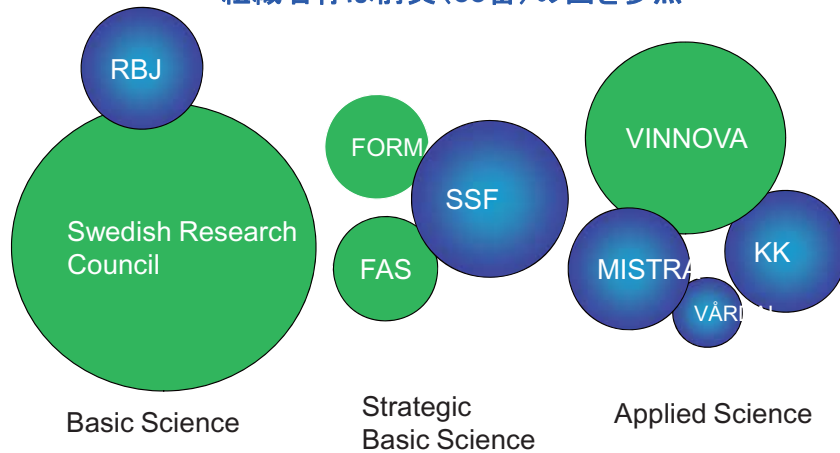 RBJ
Swedish Research
Council
FORM
FAS
SSF
VINNOVA
MISTRA
KK
Basic Science
Strategic
Basic Science
Applied Science